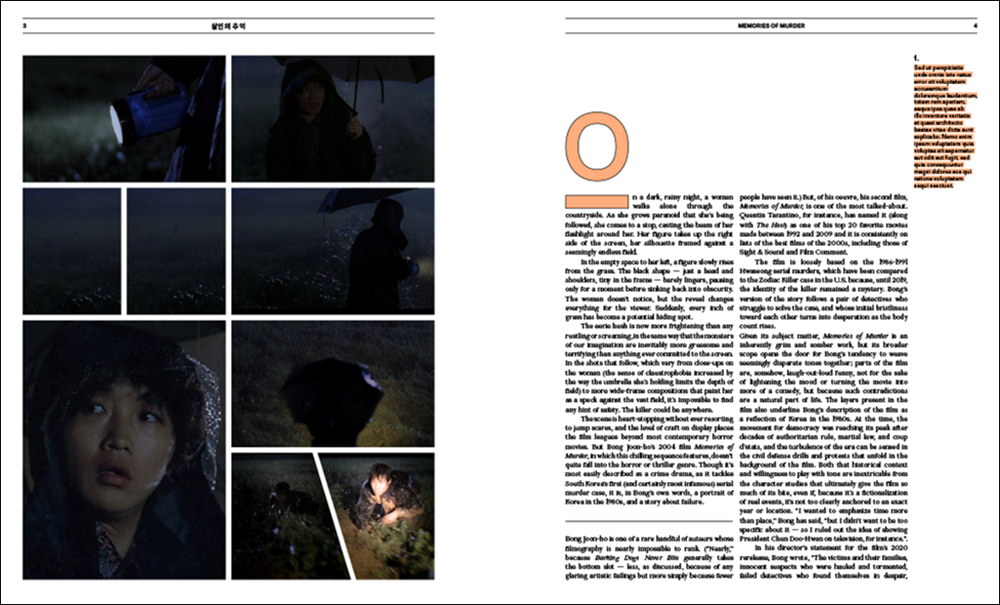 3
살인의 추억
MEMORIES OF MURDER
4
O
n a dark, rainy night, a woman
walks alone through the
countryside. As she grows paranoid that she's being
followed, she comes to a stop, casting the beam of her
flashlight around her. Her figure takes up the right
side of the screen, her silhouette framed against a
seemingly endless field.
In the empty space to her left, a figure slowly rises
from the grass. The black shape — just a head and
shoulders, tiny in the frame — barely lingers, pausing
only for a moment before sinking back into obscurity.
The woman doesn't notice, but the reveal changes
everything for the viewer. Suddenly, every inch of
grass has become a potential hiding spot.
The eerie hush is now more frightening than any
rustling or screaming, in the same way that the monsters
of our imagination are inevitably more gruesome and
terrifying than anything ever committed to the screen.
In the shots that follow, which vary from close-ups on
the woman (the sense of claustrophobia increased by
the way the umbrella she's holding limits the depth of
field) to more wide-frame compositions that paint her
as a speck against the vast field, it's impossible to find
any hint of safety. The killer could be anywhere.
The scene is heart-stopping without ever resorting
to jump scares, and the level of craft on display places
the film leagues beyond most contemporary horror
movies. But Bong Joon-ho's 2004 film Memories of
Murder, in which this chilling sequence features, doesn't
quite fall into the horror or thriller genre. Though it's
most easily described as a crime drama, as it tackles
South Korea's first (and certainly most infamous) serial
murder case, it is, in Bong's own words, a portrait of
Korea in the 1980s, and a story about failure.
Bong Joon-ho is one of a rare handful of auteurs whose
filmography is nearly impossible to rank. ("Nearly,"
because Barking Dogs Never Bite generally takes
the bottom slot — less, as discussed, because of any
glaring artistic failings but more simply because fewer
people have seen it.) But, of his oeuvre, his second film,
Memories of Murder, is one of the most talked-about.
Quentin Tarantino, for instance, has named it (along
with The Host) as one of his top 20 favorite movies
made between 1992 and 2009 and it is consistently on
lists of the best films of the 2000s, including those of
Sight & Sound and Film Comment.
The film is loosely based on the 1986-1991
Hwaseong serial murders, which have been compared
to the Zodiac Killer case in the U.S. because, until 2019,
the identity of the killer remained a mystery. Bong's
version of the story follows a pair of detectives who
struggle to solve the case, and whose initial bristliness
toward each other turns into desperation as the body
count rises.
Given its subject matter, Memories of Murder is an
inherently grim and somber work, but its broader
scope opens the door for Bong's tendency to weave
seemingly disparate tones together; parts of the film
are, somehow, laugh-out-loud funny, not for the sake
of lightening the mood or turning the movie into
more of a comedy, but because such contradictions
are a natural part of life. The layers present in the
film also underline Bong's description of the film as
a reflection of Korea in the 1980s. At the time, the
movement for democracy was reaching its peak after
decades of authoritarian rule, martial law, and coup
d'etats, and the turbulence of the era can be sensed in
the civil defense drills and protests that unfold in the
background of the film. Both that historical context
and willingness to play with tone are inextricable from
the character studies that ultimately give the film so
much of its bite, even if, because it's a fictionalization
of real events, it's not too clearly anchored to an exact
year or location. "I wanted to emphasize time more
than place," Bong has said, "but I didn't want to be too
specific about it — so I ruled out the idea of showing
President Chun Doo-Hwan on television, for instance.".
In his director's statement for the film's 2020
rerelease, Bong wrote, "The victims and their families,
innocent suspects who were hauled and tormented,
failed detectives who found themselves in despair,
1.
Sed ut perspiciatis
unde omnis iste natus
error sit voluptatem
accusantium
doloremque laudantium,
totam rem aperiam,
eaque ipsa quae ab
illo inventore veritatis
et quasi architecto
beatae vitae dicta sunt
explicabo. Nemo enim
ipsam voluptatem quia
voluptas sit aspernatur
aut odit aut fugit, sed
quia consequuntur
magni dolores eos qui
ratione voluptatem
sequi nesciunt.